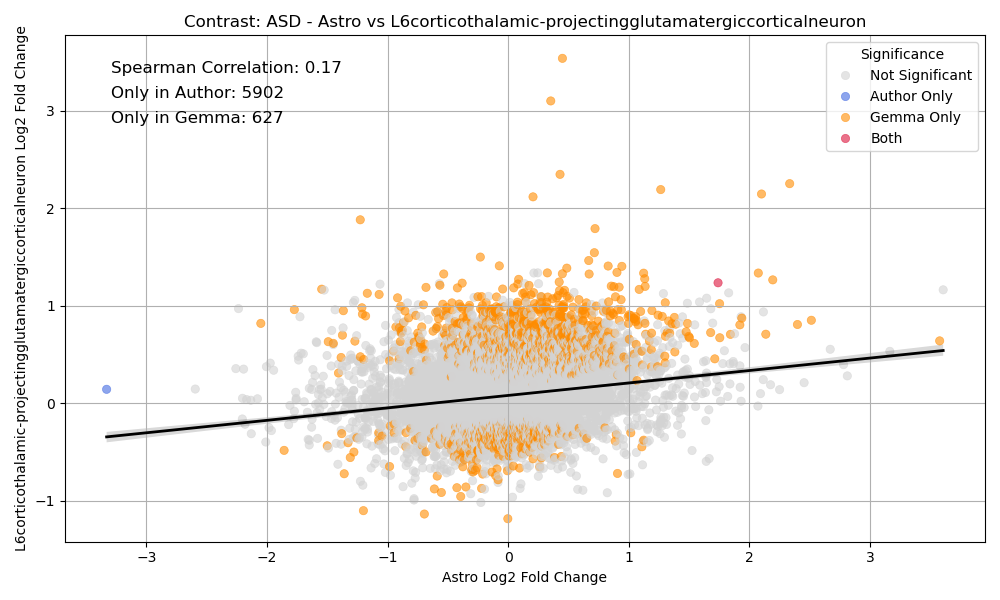 Contrast: ASD - Astro vs L6corticothalamic-projectingglutamatergiccorticalneuron
Spearman Correlation: 0.17
Only in Author: 5902
Only in Gemma: 627
Significance
Not Significant
Author Only
Gemma Only
Both
L6corticothalamic-projectingglutamatergiccorticalneuron Log2 Fold Change
3
2
1
0
−1
−3
−2
−1
0
1
2
3
Astro Log2 Fold Change